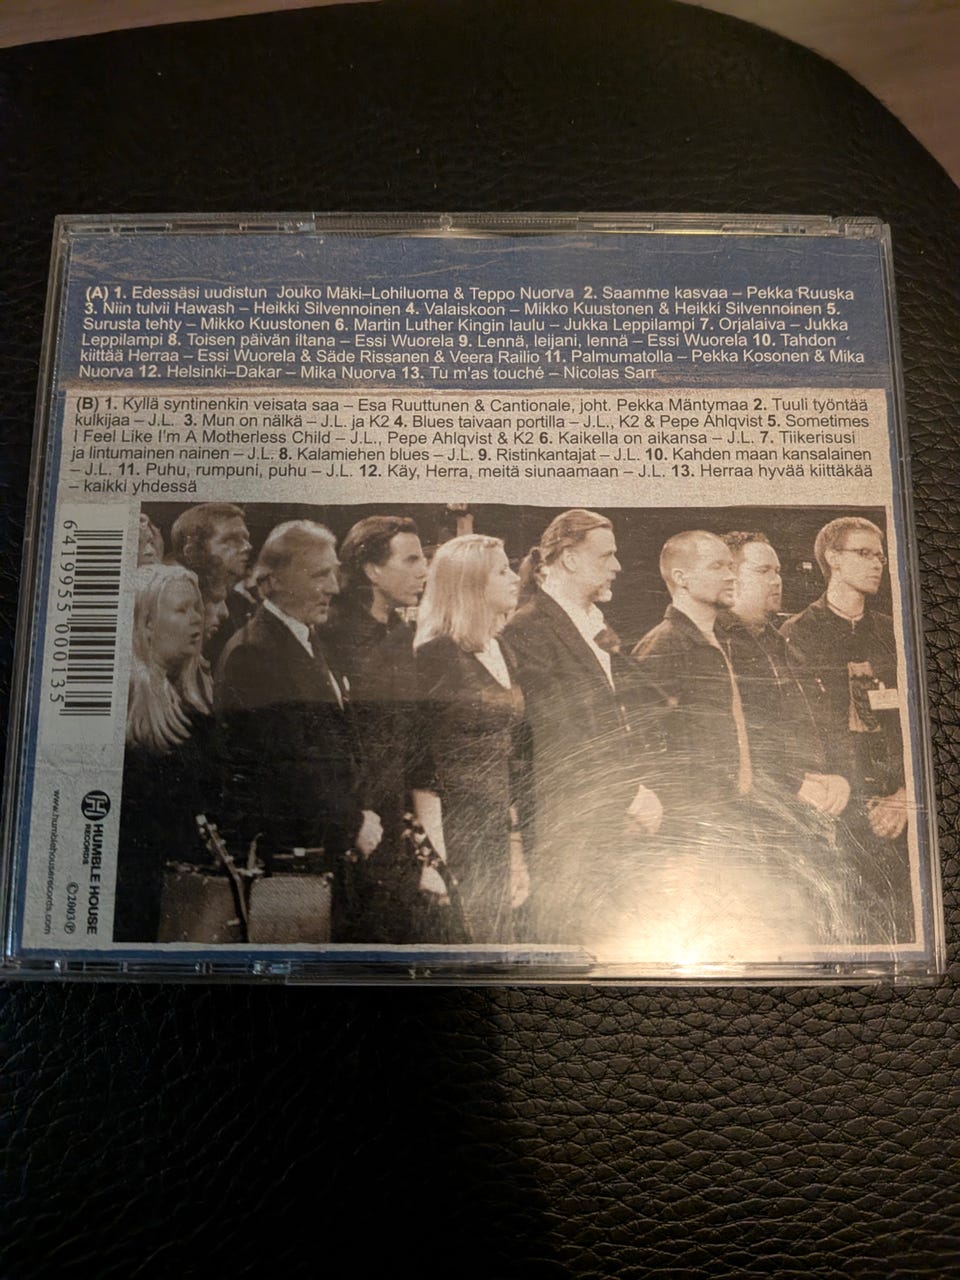 (A) 1. Edessäsi uudistun Jouko Mäki–Lohiluoma & Teppo Nuorva 2. Saamme kasvaa – Pekka Ruuska
3. Niin tulvii Hawash – Heikki Silvennoinen 4. Valaiskoon – Mikko Kuustonen & Heikki Silvennoinen 5.
Surusta tehty – Mikko Kuustonen 6. Martin Luther Kingin laulu – Jukka Leppilampi 7. Orjalaiva – Jukka
Leppilampi 8. Toisen päivän iltana – Essi Wuorela 9. Lennä, leijani, lennä – Essi Wuorela 10. Tahdon
kiittää Herraa – Essi Wuorela & Säde Rissanen & Veera Railio 11. Palmumatolla – Pekka Kosonen & Mika
Nuorva 12. Helsinki–Dakar – Mika Nuorva 13. Tu m'as touché – Nicolas Sarr
(B) 1. Kyllä syntinenkin veisata saa – Esa Ruuttunen & Cantionale, joht. Pekka Mäntymaa 2. Tuuli työntää
kulkijaa – J.L. 3. Mun on nälkä – J.L. ja K2 4. Blues taivaan portilla – J.L., K2 & Pepe Ahlqvist 5. Sometimes
I Feel Like I'm A Motherless Child – J.L., Pepe Ahlqvist & K2 6. Kaikella on aikansa – J.L. 7. Tiikerisusi
ja lintumainen nainen – J.L. 8. Kalamiehen blues – J.L. 9. Ristinkantajat – J.L. 10. Kahden maan kansalainen
– J.L. 11. Puhu, rumpuni, puhu – J.L. 12. Käy, Herra, meitä siunaamaan – J.L. 13. Herraa hyvää kiittäkää
– kaikki yhdessä
6 419955 000135
HUMBLE HOUSE
RECORDS
©2003℗
www.humblehouserecords.com